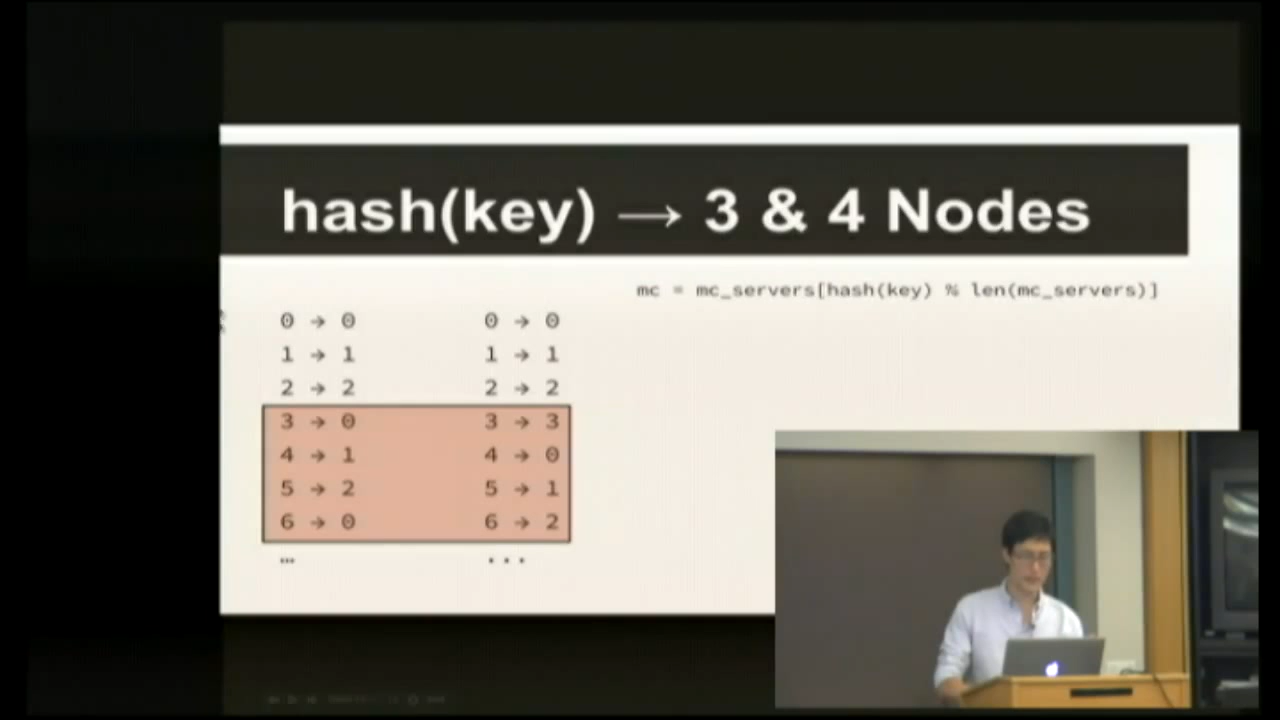 hash(key) → 3 & 4 Nodes
mc = mc_servers[hash(key) % len(mc_servers)]
0 → 0 0 → 0
1 → 1 1 → 1
2 → 2 2 → 2
3 → 0 3 → 3
4 → 1 4 → 0
5 → 2 5 → 1
6 → 0 6 → 2
… ...